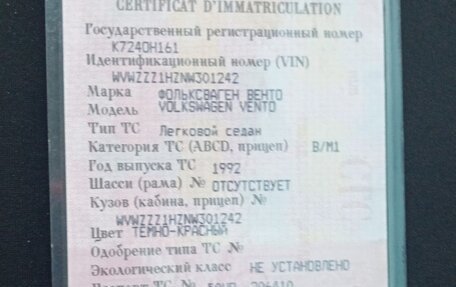 CERTIFICAT D'IMMATRICULATION
Государственный регистрационный номер
К724ОН161
Идентификационный номер (VIN)
WVWZZZ1HZNW301242
Марка ФОЛЬКСВАГЕН ВЕНТО
Модель VOLKSWAGEN VENTO
Тип ТС Легковой седан
Категория ТС (ABCD, прицеп) B/M1
Год выпуска ТС 1992
Шасси (рама) № ОТСУТСТВУЕТ
Кузов (кабина, прицеп) №
WVWZZZ1HZNW301242
Цвет ТЕМНО-КРАСНЫЙ
Одобрение типа ТС №
Экологический класс НЕ УСТАНОВЛЕНО